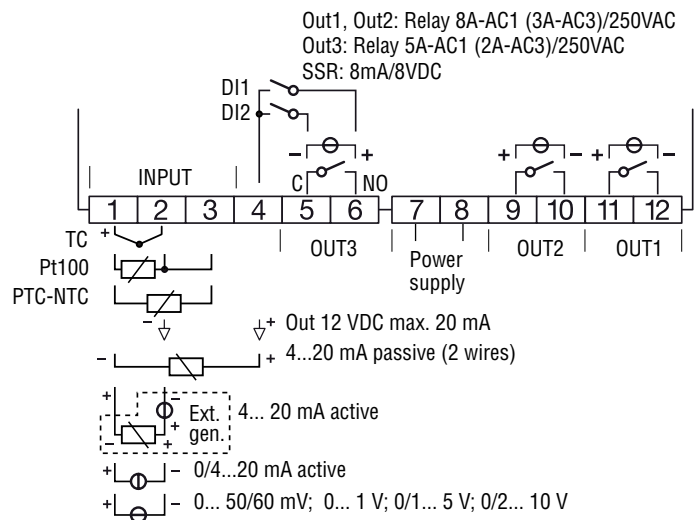 Out1, Out2: Relay 8A-AC1 (3A-AC3)/250VAC
Out3: Relay 5A-AC1 (2A-AC3)/250VAC
SSR: 8mA/8VDC
DI1
DI2
− + + − + −
INPUT
C NO
1 2 3 4 5 6 7 8 9 10 11 12
TC +
OUT3
Power
supply
OUT2
OUT1
Pt100
PTC-NTC
− + Out 12 VDC max. 20 mA
− + 4...20 mA passive (2 wires)
+ −
Ext.
gen.
4... 20 mA active
− + +
+ − 0/4...20 mA active
+ − 0... 50/60 mV; 0... 1 V; 0/1... 5 V; 0/2... 10 V